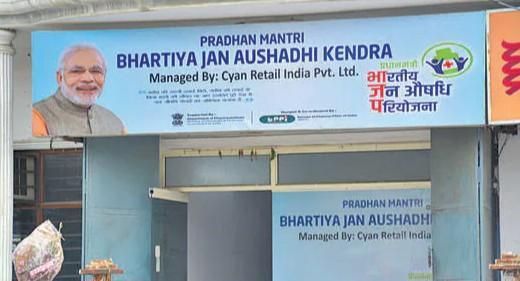 PRADHAN MANTRI
BHARTIYA JAN AUSHADHI KENDRA
Managed By: Cyan Retail India Pvt. Ltd.
प्रधानमंत्री
भारतीय
जन औषधि
परियोजना
bppi
PRADHAN MANTRI
BHARTIYA JAN AUSHADHI
Managed By: Cyan Retail India